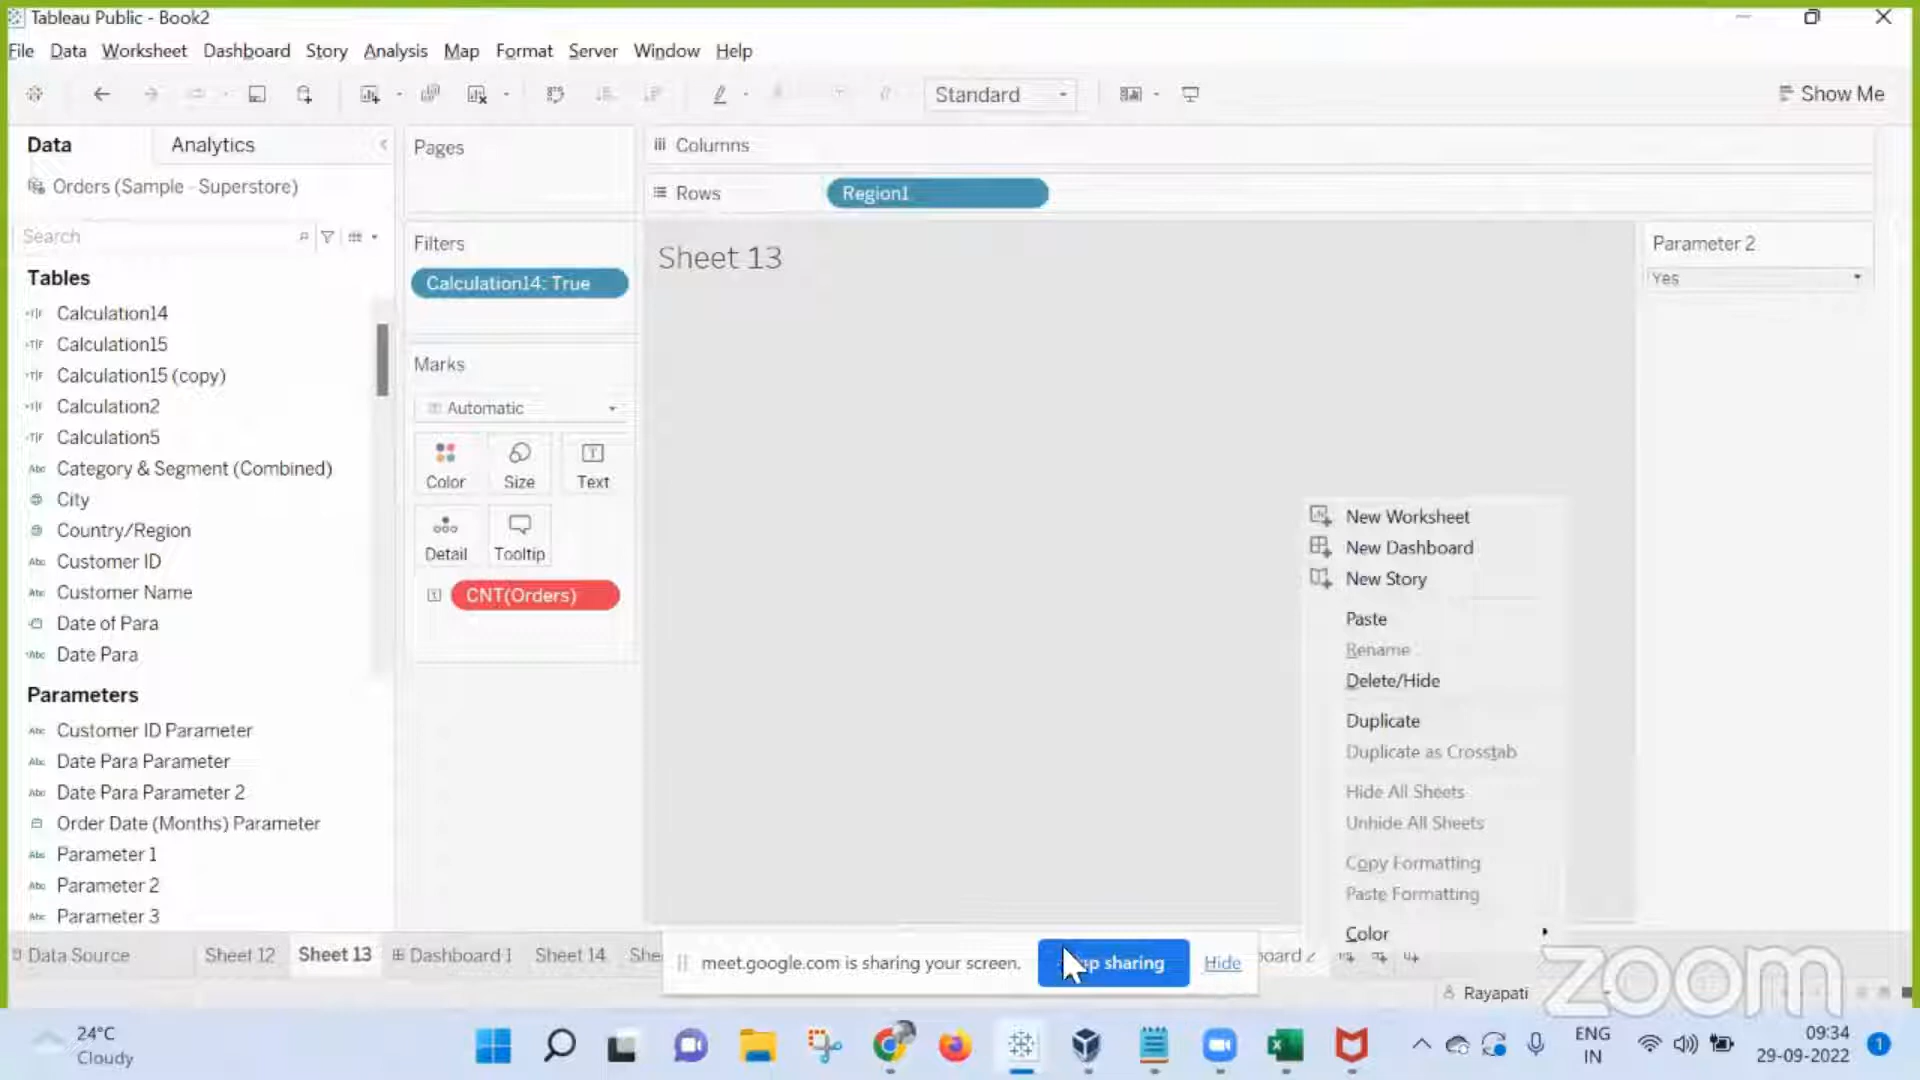 Tableau Public - Book2
File Data Worksheet Dashboard Story Analysis Map Format Server Window Help
Standard
Show Me
Data
Analytics
Orders (Sample - Superstore)
Search
Tables
Calculation14
Calculation15
Calculation15 (copy)
Calculation2
Calculation5
Category & Segment (Combined)
City
Country/Region
Customer ID
Customer Name
Date of Para
Date Para
Parameters
Customer ID Parameter
Date Para Parameter
Date Para Parameter 2
Order Date (Months) Parameter
Parameter 1
Parameter 2
Parameter 3
Pages
Filters
Calculation14: True
Marks
Automatic
Color Size Text
Detail Tooltip
CNT(Orders)
Columns
Rows Region1
Sheet 13
Parameter 2
Yes
New Worksheet
New Dashboard
New Story
Paste
Rename
Delete/Hide
Duplicate
Duplicate as Crosstab
Hide All Sheets
Unhide All Sheets
Copy Formatting
Paste Formatting
Color
Data Source Sheet 12 Sheet 13 Dashboard 1 Sheet 14 She
meet.google.com is sharing your screen.
sharing
Hide
board 2
Rayapati
zoom
24°C
Cloudy
ENG
IN
09:34
29-09-2022
1